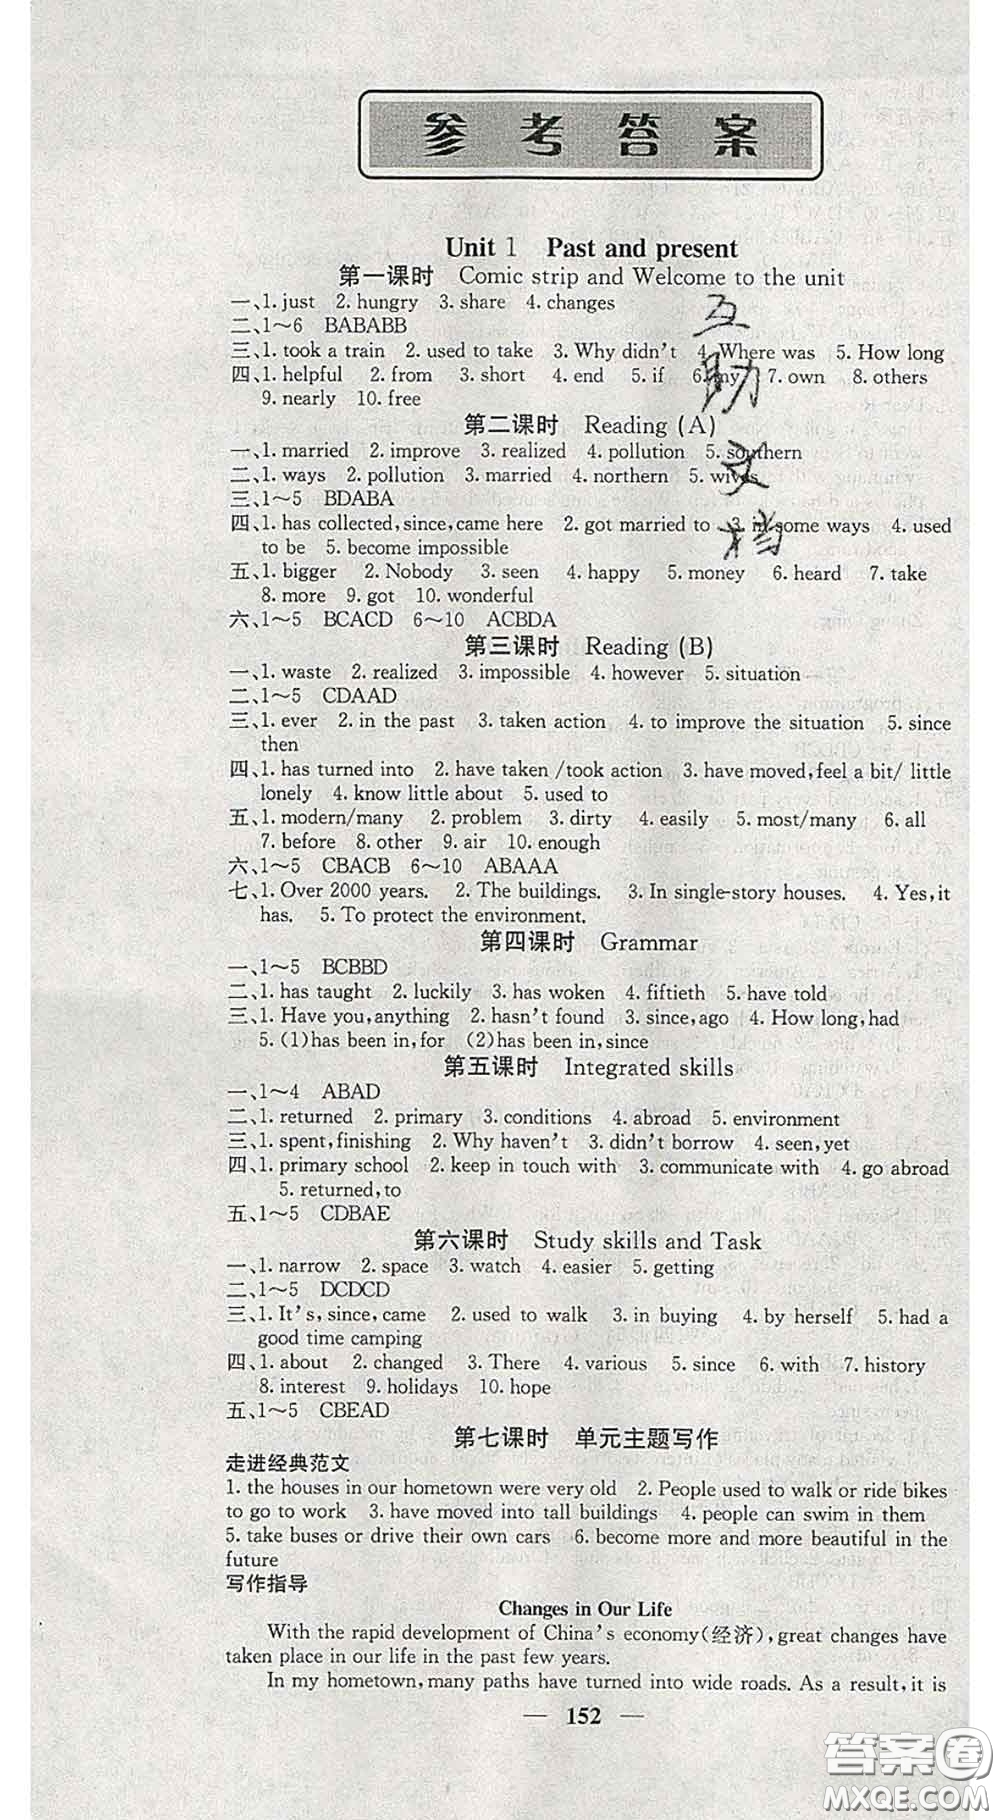 参考答案
Unit 1 Past and present
第一课时 Comic strip and Welcome to the unit
一、1. just 2. hungry 3. share 4. changes
二、1～6 BABABB
三、1. took a train 2. used to take 3. Why didn't 4. Where was 5. How long
四、1. helpful 2. from 3. short 4. end 5. if 6. my 7. own 8. others
9. nearly 10. free
第二课时 Reading (A)
一、1. married 2. improve 3. realized 4. pollution 5. southern
二、1. ways 2. pollution 3. married 4. northern 5. wives
三、1～5 BDABA
四、1. has collected, since, came here 2. got married to 3. in some ways 4. used
to be 5. become impossible
五、1. bigger 2. Nobody 3. seen 4. happy 5. money 6. heard 7. take
8. more 9. got 10. wonderful
六、1～5 BCACD 6～10 ACBDA
第三课时 Reading (B)
一、1. waste 2. realized 3. impossible 4. however 5. situation
二、1～5 CDAAD
三、1. ever 2. in the past 3. taken action 4. to improve the situation 5. since
then
四、1. has turned into 2. have taken /took action 3. have moved, feel a bit/ little
lonely 4. know little about 5. used to
五、1. modern/many 2. problem 3. dirty 4. easily 5. most/many 6. all
7. before 8. other 9. air 10. enough
六、1～5 CBACB 6～10 ABAAA
七、1. Over 2000 years. 2. The buildings. 3. In single-story houses. 4. Yes, it
has. 5. To protect the environment.
第四课时 Grammar
一、1～5 BCBBD
二、1. has taught 2. luckily 3. has woken 4. fiftieth 5. have told
三、1. Have you, anything 2. hasn't found 3. since, ago 4. How long, had
5. (1)has been in, for (2)has been in, since
第五课时 Integrated skills
一、1～4 ABAD
二、1. returned 2. primary 3. conditions 4. abroad 5. environment
三、1. spent, finishing 2. Why haven't 3. didn't borrow 4. seen, yet
四、1. primary school 2. keep in touch with 3. communicate with 4. go abroad
5. returned, to
五、1～5 CDBAE
第六课时 Study skills and Task
一、1. narrow 2. space 3. watch 4. easier 5. getting
二、1～5 DCDCD
三、1. It's, since, came 2. used to walk 3. in buying 4. by herself 5. had a
good time camping
四、1. about 2. changed 3. There 4. various 5. since 6. with 7. history
8. interest 9. holidays 10. hope
五、1～5 CBEAD
第七课时 单元主题写作
走进经典范文
1. the houses in our hometown were very old 2. People used to walk or ride bikes
to go to work 3. have moved into tall buildings 4. people can swim in them
5. take buses or drive their own cars 6. become more and more beautiful in the
future
写作指导
Changes in Our Life
With the rapid development of China's economy(经济), great changes have
taken place in our life in the past few years.
In my hometown, many paths have turned into wide roads. As a result, it is
— 152 —
互
助
文
档
答案圈
MXQE.COM